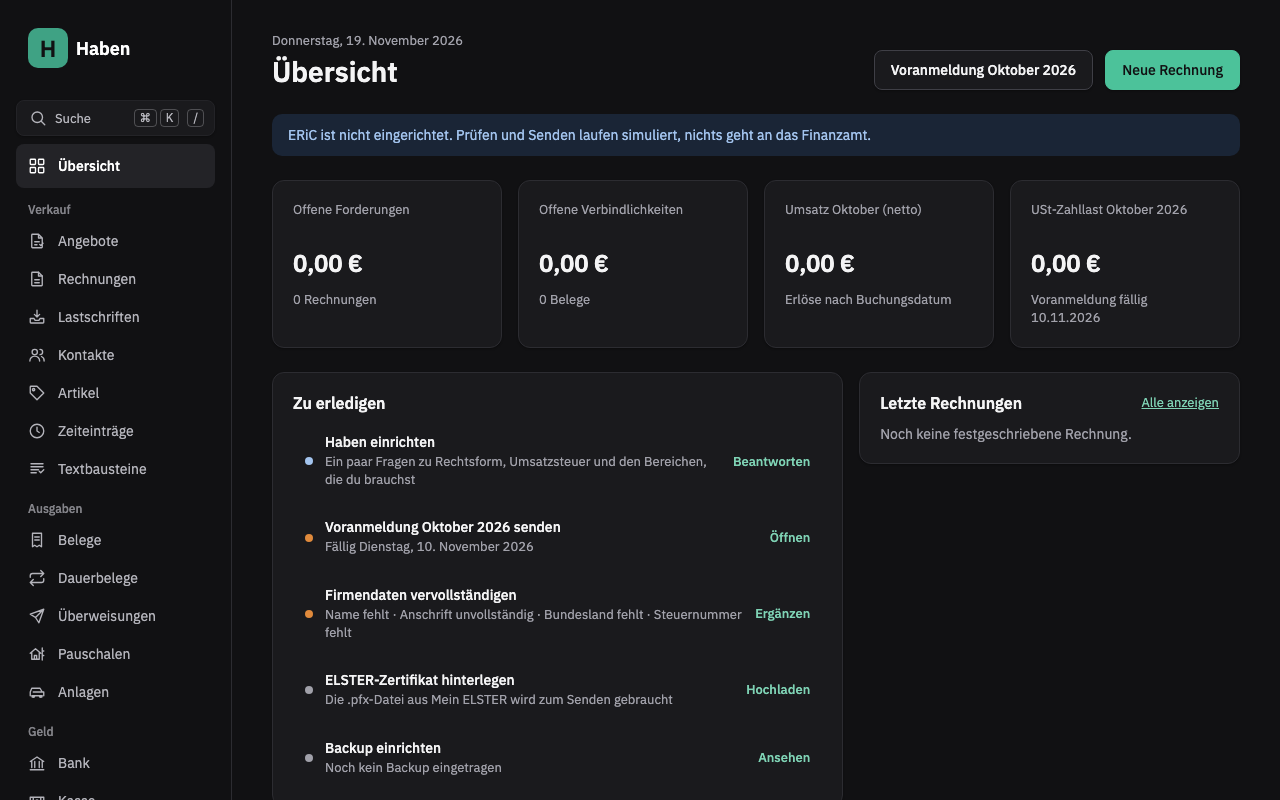 H Haben
Suche ⌘ K /
Übersicht
Verkauf
Angebote
Rechnungen
Lastschriften
Kontakte
Artikel
Zeiteinträge
Textbausteine
Ausgaben
Belege
Dauerbelege
Überweisungen
Pauschalen
Anlagen
Geld
Bank
Donnerstag, 19. November 2026
Übersicht
Voranmeldung Oktober 2026
Neue Rechnung
ERiC ist nicht eingerichtet. Prüfen und Senden laufen simuliert, nichts geht an das Finanzamt.
Offene Forderungen
0,00 €
0 Rechnungen
Offene Verbindlichkeiten
0,00 €
0 Belege
Umsatz Oktober (netto)
0,00 €
Erlöse nach Buchungsdatum
USt-Zahllast Oktober 2026
0,00 €
Voranmeldung fällig
10.11.2026
Zu erledigen
Haben einrichten
Ein paar Fragen zu Rechtsform, Umsatzsteuer und den Bereichen,
die du brauchst
Beantworten
Voranmeldung Oktober 2026 senden
Fällig Dienstag, 10. November 2026
Öffnen
Firmendaten vervollständigen
Name fehlt · Anschrift unvollständig · Bundesland fehlt · Steuernummer
fehlt
Ergänzen
ELSTER-Zertifikat hinterlegen
Die .pfx-Datei aus Mein ELSTER wird zum Senden gebraucht
Hochladen
Backup einrichten
Noch kein Backup eingetragen
Ansehen
Letzte Rechnungen
Alle anzeigen
Noch keine festgeschriebene Rechnung.